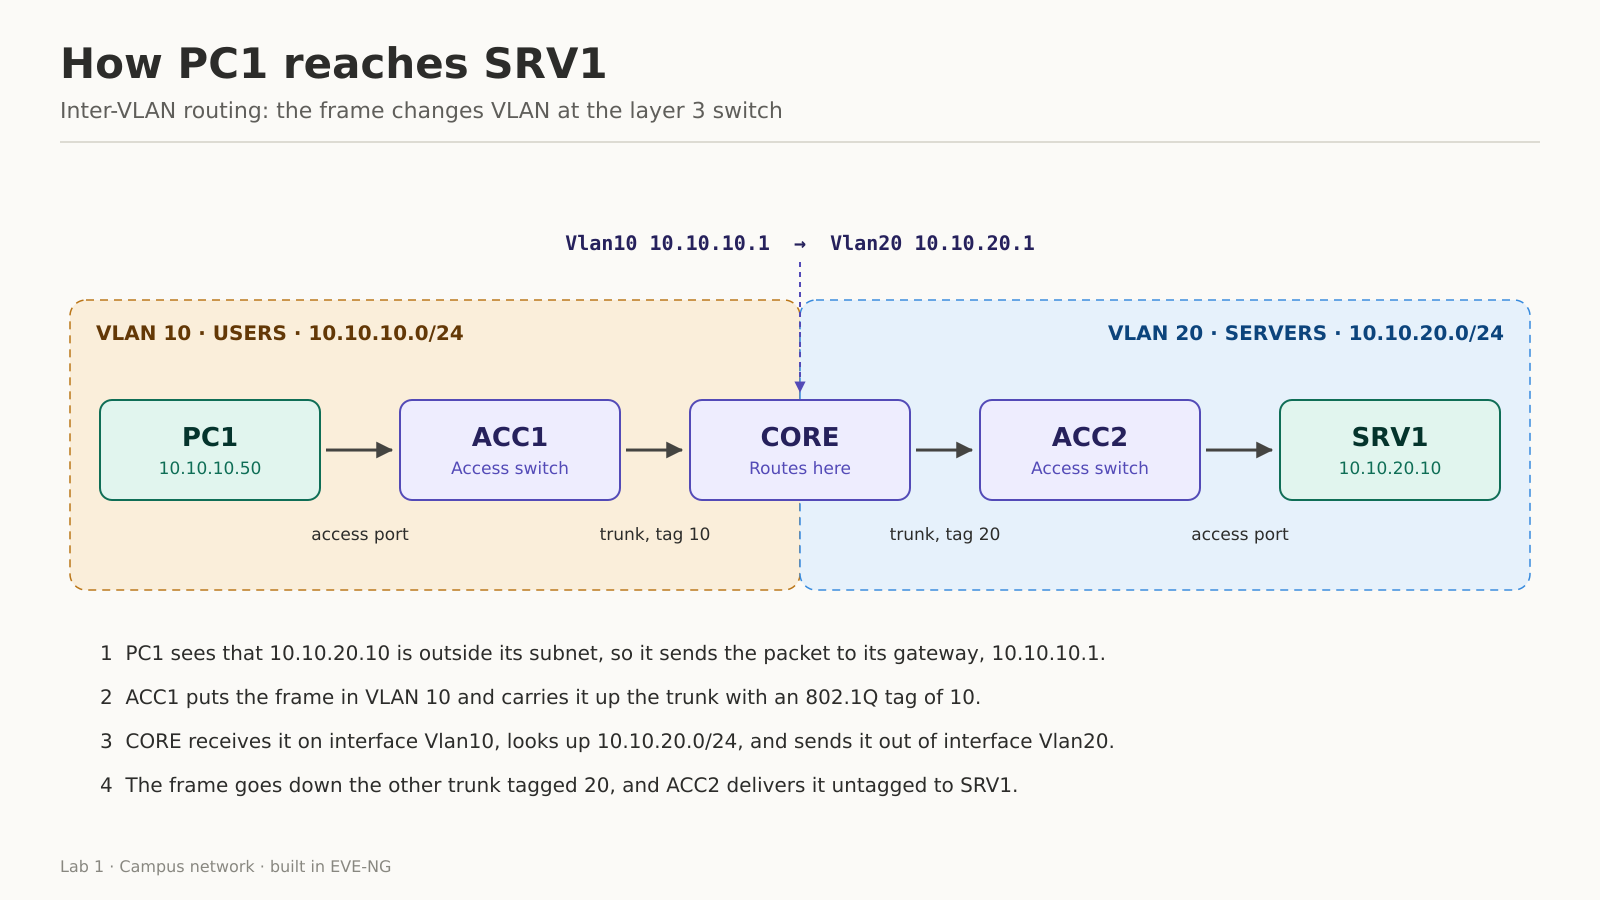 How PC1 reaches SRV1
Inter-VLAN routing: the frame changes VLAN at the layer 3 switch
Vlan10 10.10.10.1 → Vlan20 10.10.20.1
VLAN 10 · USERS · 10.10.10.0/24
VLAN 20 · SERVERS · 10.10.20.0/24
PC1
10.10.10.50
ACC1
Access switch
CORE
Routes here
ACC2
Access switch
SRV1
10.10.20.10
access port
trunk, tag 10
trunk, tag 20
access port
1 PC1 sees that 10.10.20.10 is outside its subnet, so it sends the packet to its gateway, 10.10.10.1.
2 ACC1 puts the frame in VLAN 10 and carries it up the trunk with an 802.1Q tag of 10.
3 CORE receives it on interface Vlan10, looks up 10.10.20.0/24, and sends it out of interface Vlan20.
4 The frame goes down the other trunk tagged 20, and ACC2 delivers it untagged to SRV1.
Lab 1 · Campus network · built in EVE-NG